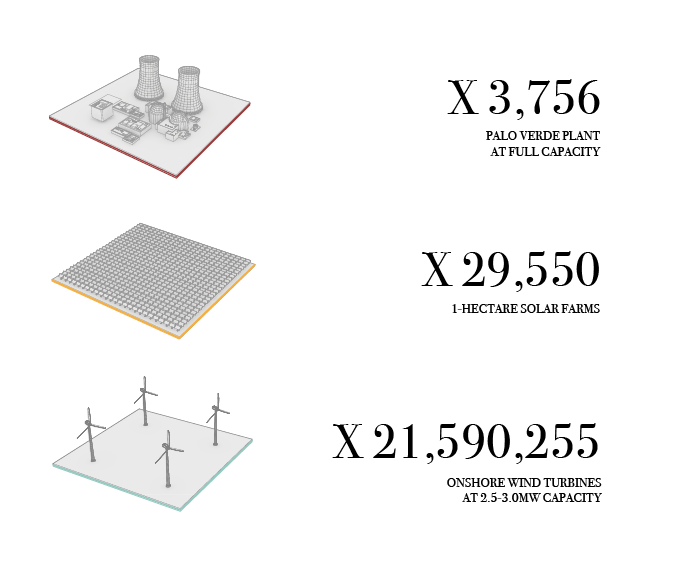 X 3,756
PALO VERDE PLANT
AT FULL CAPACITY
X 29,550
1-HECTARE SOLAR FARMS
X 21,590,255
ONSHORE WIND TURBINES
AT 2.5-3.0MW CAPACITY